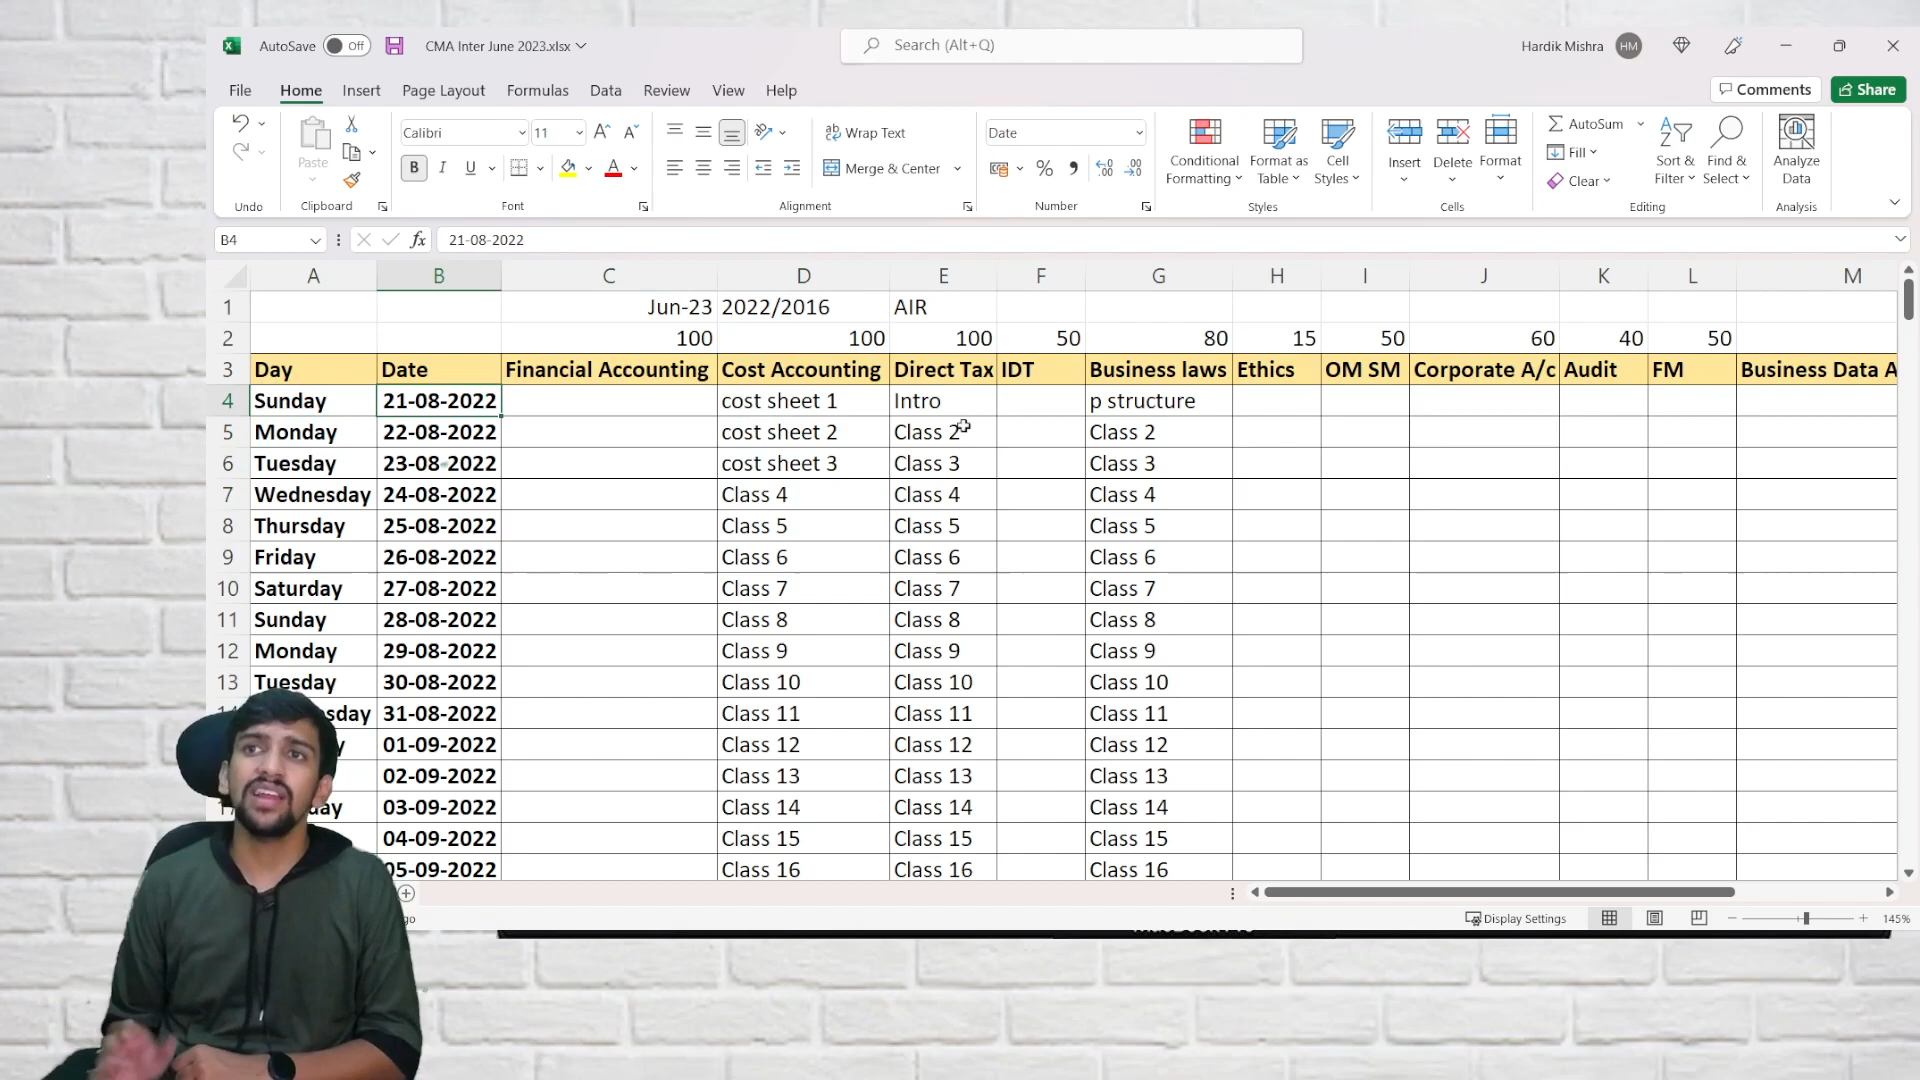 AutoSave Off CMA Inter June 2023.xlsx Search (Alt+Q) Hardik Mishra HM
File Home Insert Page Layout Formulas Data Review View Help Comments Share
Calibri 11 Wrap Text Date AutoSum
Paste B I U A Merge & Center % Conditional Formatting Format as Table Cell Styles Insert Delete Format Fill Clear Sort & Filter Find & Select Analyze Data
Undo Clipboard Font Alignment Number Styles Cells Editing Analysis
B4 fx 21-08-2022
A B C D E F G H I J K L M
1 Jun-23 2022/2016 AIR
2 100 100 100 50 80 15 50 60 40 50
3 Day Date Financial Accounting Cost Accounting Direct Tax IDT Business laws Ethics OM SM Corporate A/c Audit FM Business Data A
4 Sunday 21-08-2022 cost sheet 1 Intro p structure
5 Monday 22-08-2022 cost sheet 2 Class 2 Class 2
6 Tuesday 23-08-2022 cost sheet 3 Class 3 Class 3
7 Wednesday 24-08-2022 Class 4 Class 4 Class 4
8 Thursday 25-08-2022 Class 5 Class 5 Class 5
9 Friday 26-08-2022 Class 6 Class 6 Class 6
10 Saturday 27-08-2022 Class 7 Class 7 Class 7
11 Sunday 28-08-2022 Class 8 Class 8 Class 8
12 Monday 29-08-2022 Class 9 Class 9 Class 9
13 Tuesday 30-08-2022 Class 10 Class 10 Class 10
sday 31-08-2022 Class 11 Class 11 Class 11
y 01-09-2022 Class 12 Class 12 Class 12
02-09-2022 Class 13 Class 13 Class 13
day 03-09-2022 Class 14 Class 14 Class 14
04-09-2022 Class 15 Class 15 Class 15
05-09-2022 Class 16 Class 16 Class 16
go Display Settings 145%